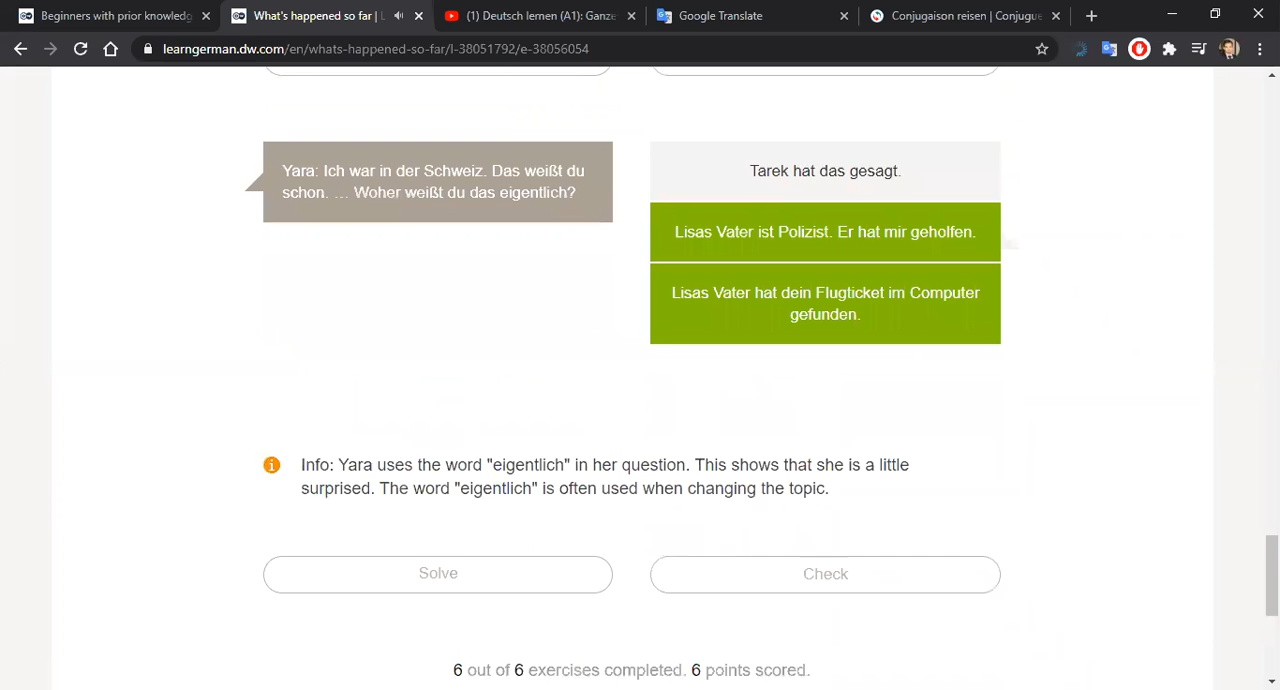 Beginners with prior knowledg
What's happened so far | L
(1) Deutsch lernen (A1): Ganze
Google Translate
Conjugaison reisen | Conjugue
learngerman.dw.com/en/whats-happened-so-far/l-38051792/e-38056054
Yara: Ich war in der Schweiz. Das weißt du
schon. ... Woher weißt du das eigentlich?
Tarek hat das gesagt.
Lisas Vater ist Polizist. Er hat mir geholfen.
Lisas Vater hat dein Flugticket im Computer
gefunden.
Info: Yara uses the word "eigentlich" in her question. This shows that she is a little
surprised. The word "eigentlich" is often used when changing the topic.
Solve
Check
6 out of 6 exercises completed. 6 points scored.